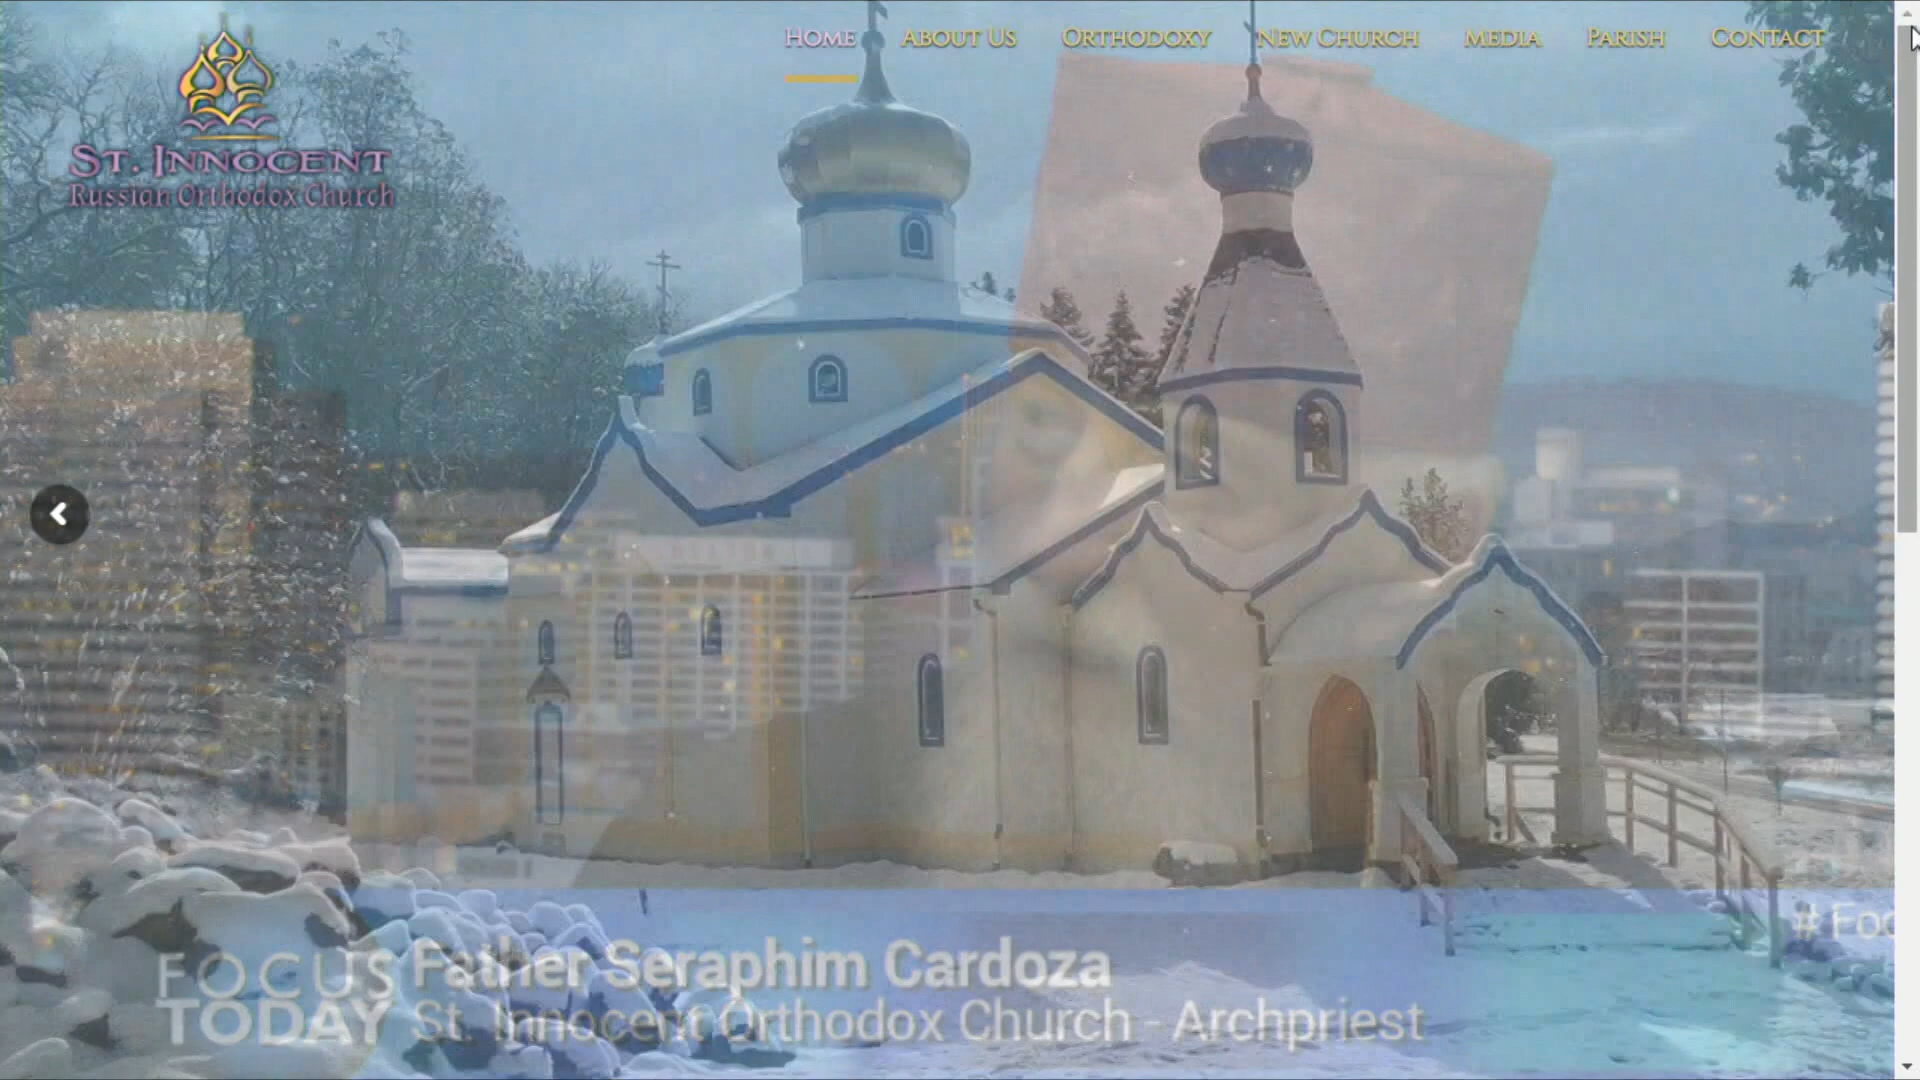 HOME
ABOUT US
ORTHODOXY
NEW CHURCH
MEDIA
PARISH
CONTACT
ST. INNOCENT
Russian Orthodox Church
FOCUS
TODAY
Father Seraphim Cardoza
St. Innocent Orthodox Church - Archpriest
# Foc